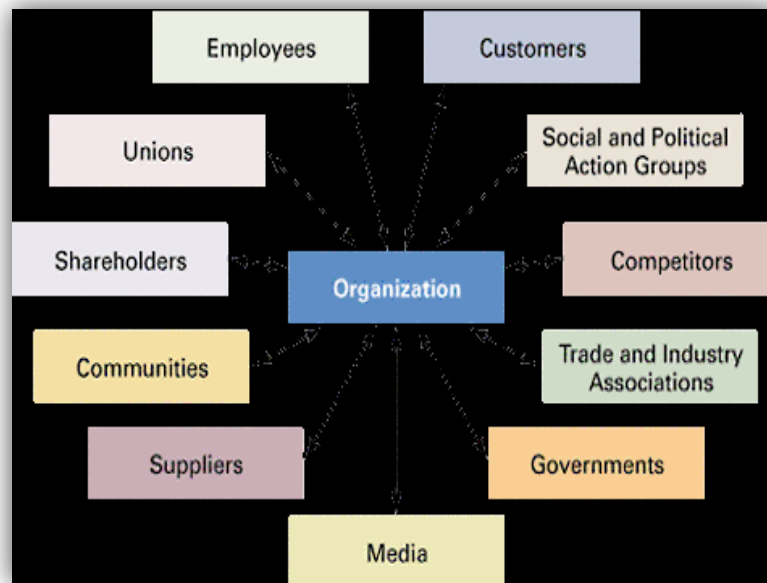 Employees
Customers
Unions
Social and Political
Action Groups
Shareholders
Organization
Competitors
Communities
Trade and Industry
Associations
Suppliers
Governments
Media